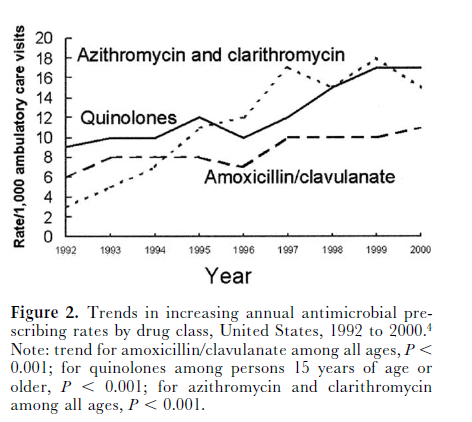 Rate/1,000 ambulatory care visits
20
18
16
14
12
10
8
6
4
2
0
Azithromycin and clarithromycin
Quinolones
Amoxicillin/clavulanate
1992 1993 1994 1995 1996 1997 1998 1999 2000
Year
Figure 2. Trends in increasing annual antimicrobial pre-
scribing rates by drug class, United States, 1992 to 2000.4
Note: trend for amoxicillin/clavulanate among all ages, P <
0.001; for quinolones among persons 15 years of age or
older, P < 0.001; for azithromycin and clarithromycin
among all ages, P < 0.001.